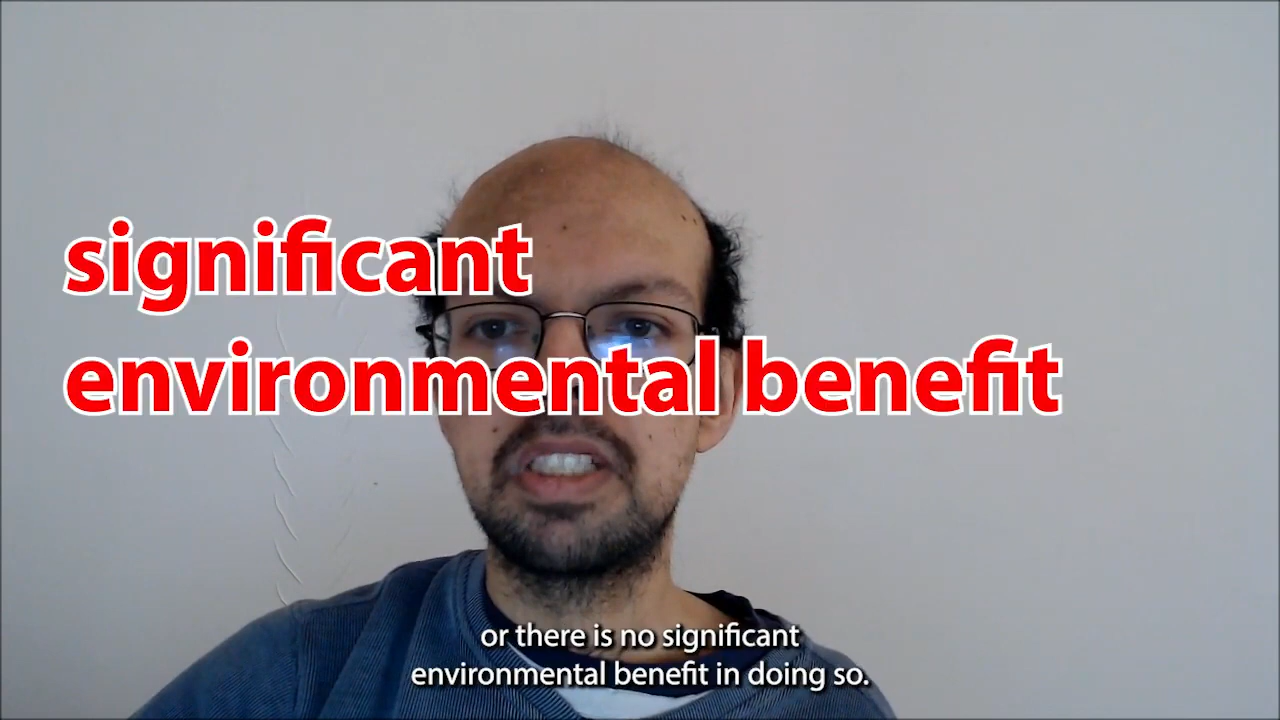 significant
environmental benefit
or there is no significant
environmental benefit in doing so.